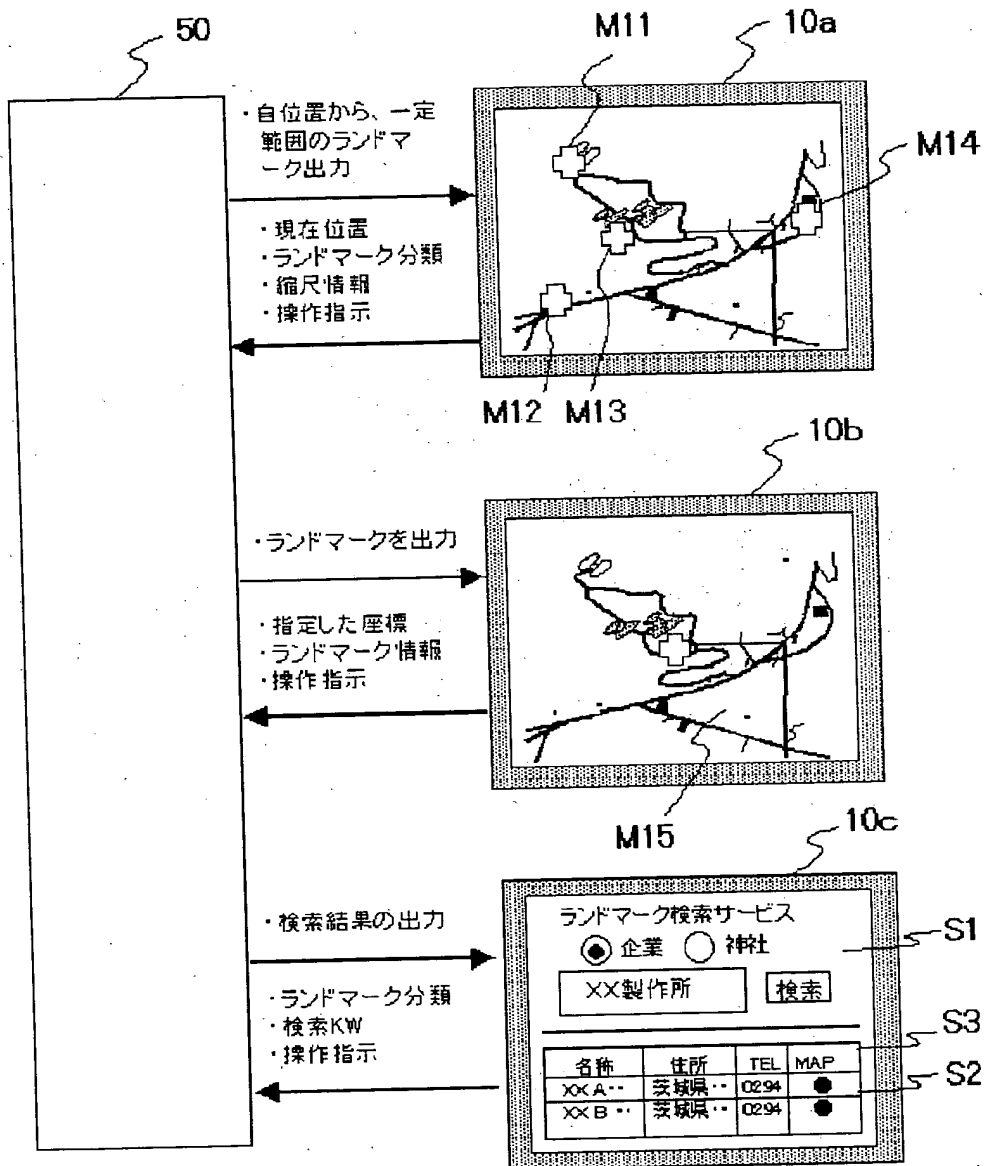 50
M11
10a
・自位置から、一定
範囲のランドマ
ーク出力
M14
・現在位置
・ランドマーク分類
・縮尺情報
・操作指示
M12 M13
10b
・ランドマークを出力
・指定した座標
・ランドマーク情報
・操作指示
M15
10c
・検索結果の出力
・ランドマーク分類
・検索KW
・操作指示
ランドマーク検索サービス
企業 神社
S1
XX製作所 検索
S3
名称 住所 TEL MAP
S2
XXA‥ 茨城県‥ 0294 ●
XXB‥ 茨城県‥ 0294 ●